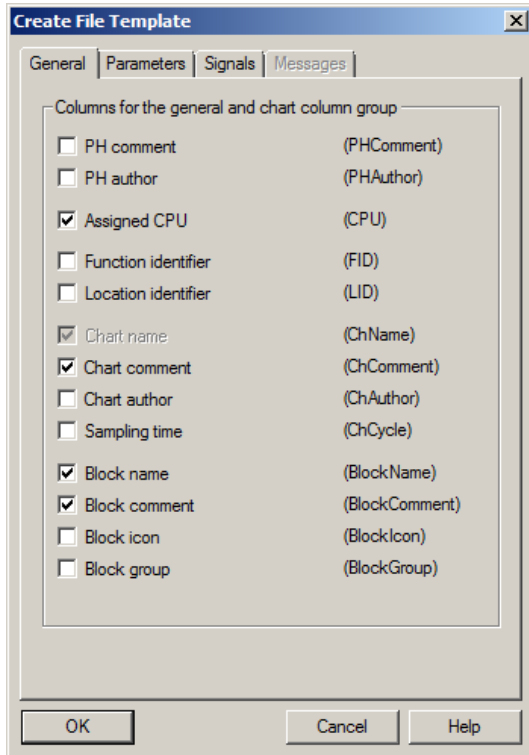 Create File Template
General Parameters Signals Messages
Columns for the general and chart column group
PH comment (PHComment)
PH author (PHAuthor)
Assigned CPU (CPU)
Function identifier (FID)
Location identifier (LID)
Chart name (ChName)
Chart comment (ChComment)
Chart author (ChAuthor)
Sampling time (ChCycle)
Block name (BlockName)
Block comment (BlockComment)
Block icon (BlockIcon)
Block group (BlockGroup)
OK Cancel Help